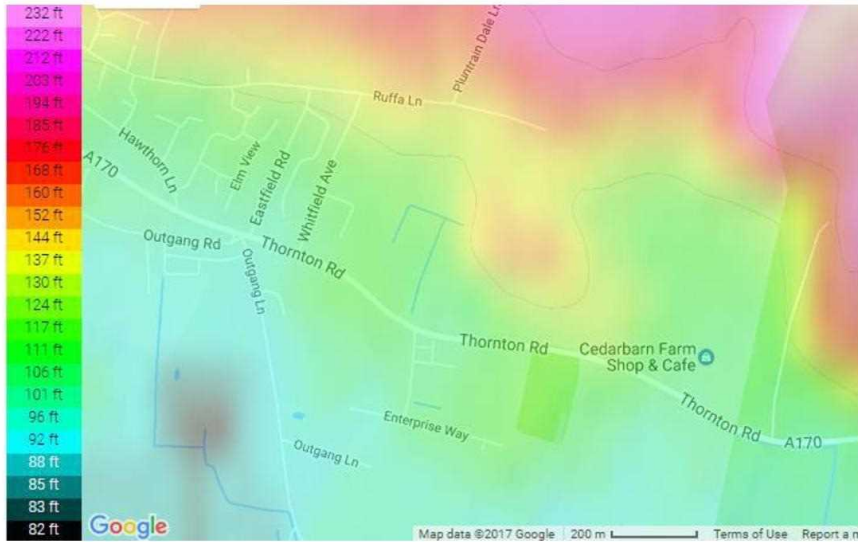 232 ft
222 ft
212 ft
203 ft
194 ft
185 ft
176 ft
168 ft
160 ft
152 ft
144 ft
137 ft
130 ft
124 ft
117 ft
111 ft
106 ft
101 ft
96 ft
92 ft
88 ft
85 ft
83 ft
82 ft
Pluntrain Dale Ln
Ruffa Ln
Hawthorn Ln
A170
Elm View
Eastfield Rd
Whitfield Ave
Outgang Rd
Thornton Rd
Outgang Ln
Thornton Rd
Cedarbarn Farm
Shop & Cafe
Thornton Rd
Enterprise Way
A170
Outgang Ln
Google
Map data ©2017 Google 200 m Terms of Use Report a m